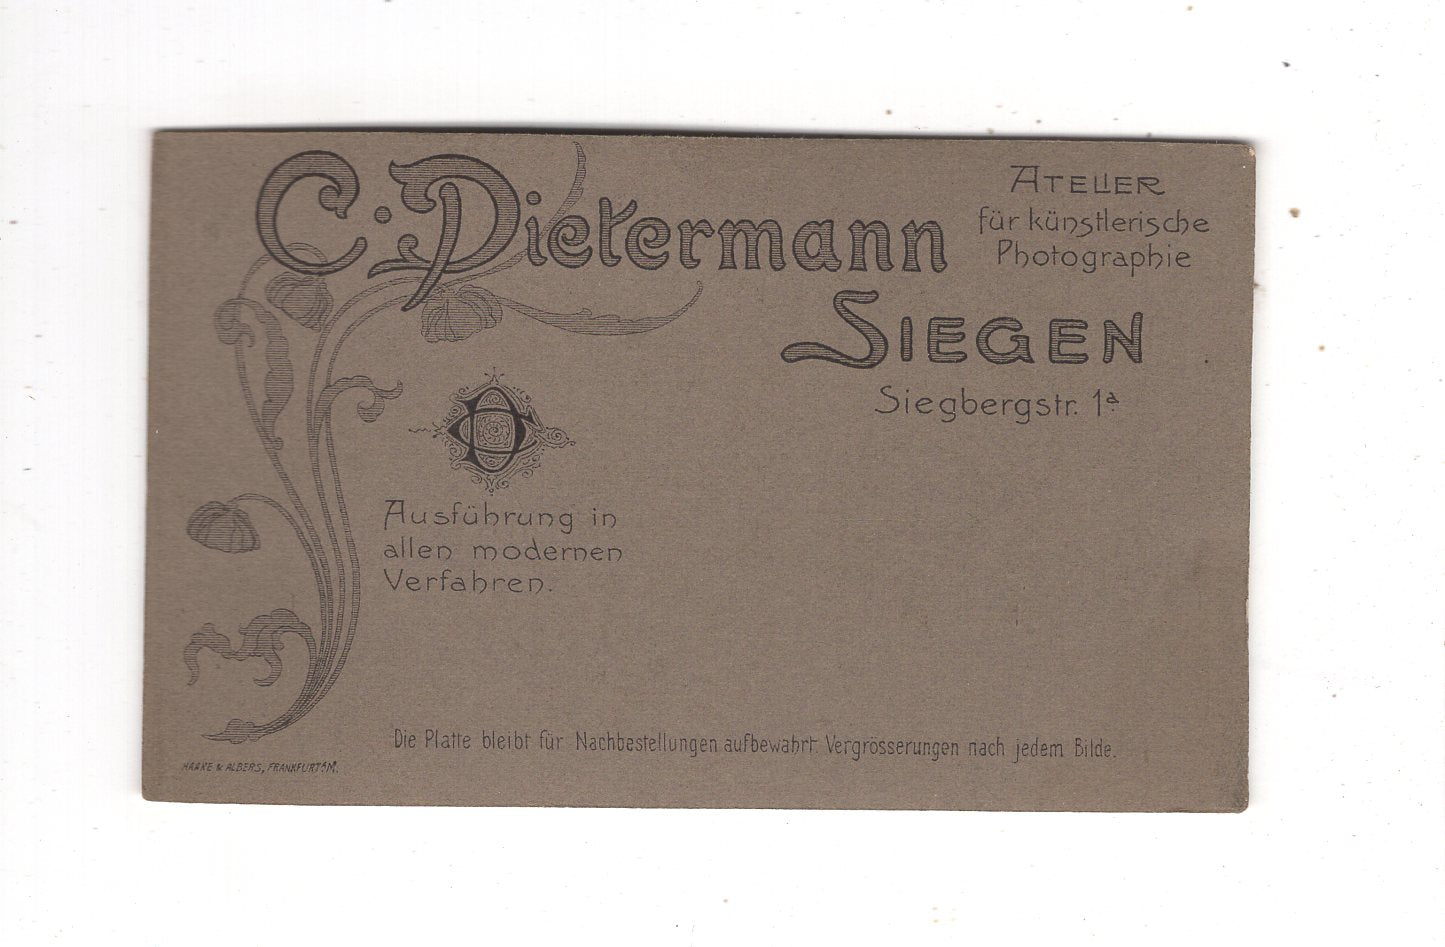 C. Dietermann
Atelier
für künstlerische
Photographie
Siegen
Siegbergstr. 1a
Ausführung in
allen modernen
Verfahren.
Die Platte bleibt für Nachbestellungen aufbewahrt. Vergrösserungen nach jedem Bilde.
HAAKE & ALBERS, FRANKFURT A/M.